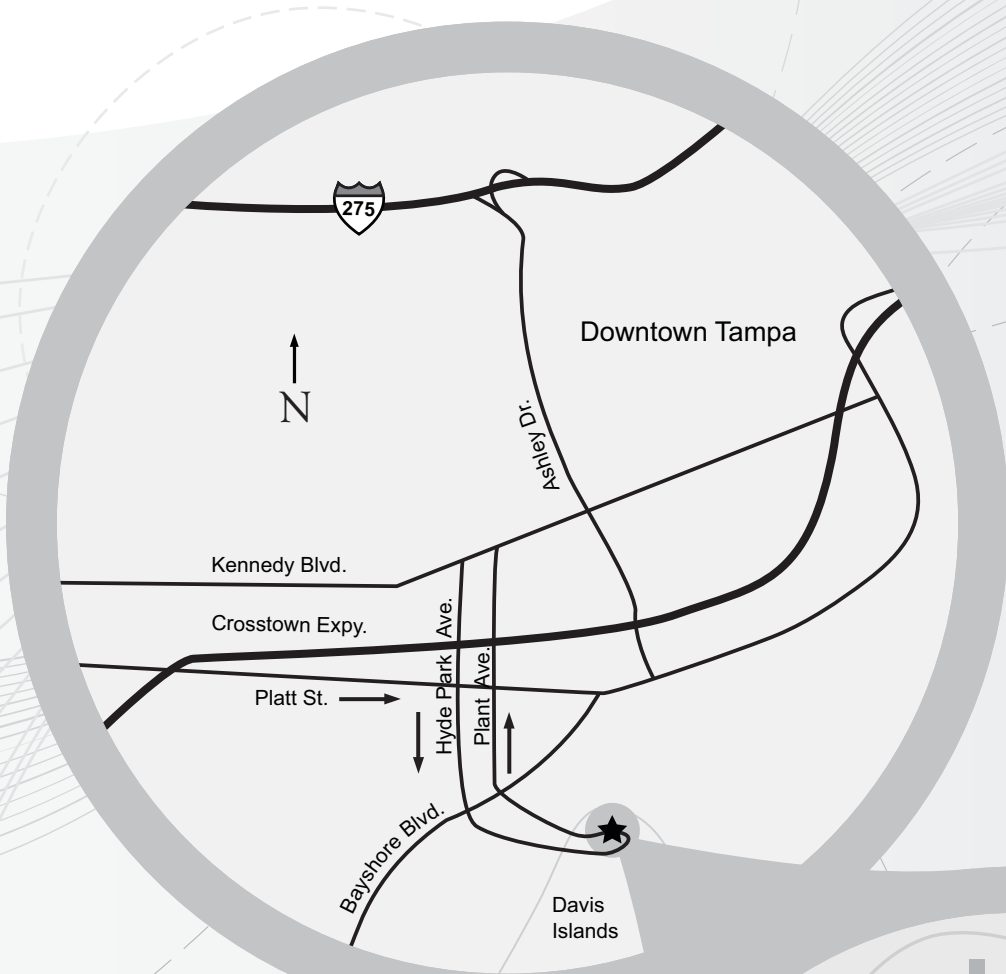 275
Downtown Tampa
N
Ashley Dr.
Kennedy Blvd.
Crosstown Expy.
Hyde Park Ave.
Plant Ave.
Platt St.
Bayshore Blvd.
Davis
Islands